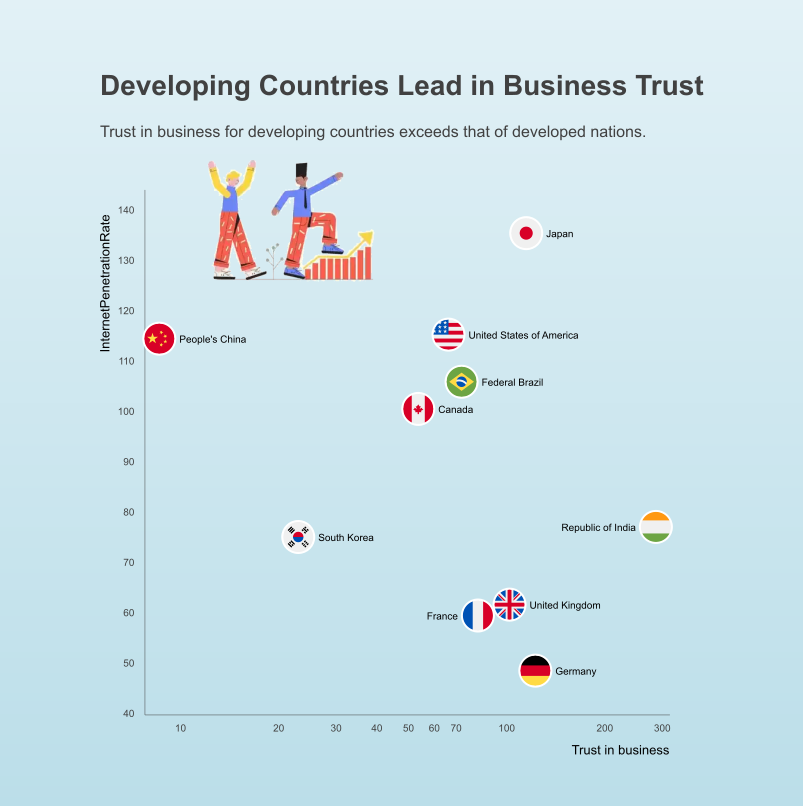 Developing Countries Lead in Business Trust
Trust in business for developing countries exceeds that of developed nations.
InternetPenetrationRate
140
130
120
110
100
90
80
70
60
50
40
Japan
People's China
United States of America
Federal Brazil
Canada
Republic of India
South Korea
United Kingdom
France
Germany
10 20 30 40 50 60 70 100 200 300
Trust in business